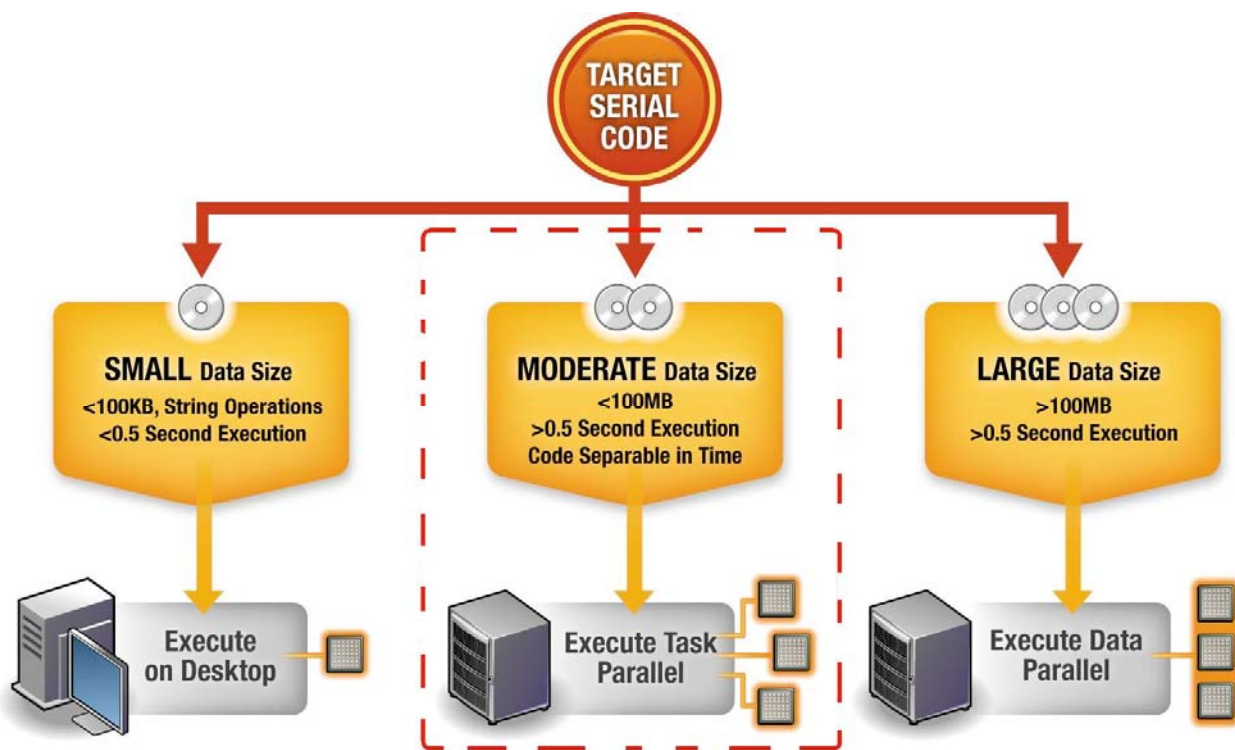 TARGET
SERIAL
CODE
SMALL Data Size
<100KB, String Operations
<0.5 Second Execution
MODERATE Data Size
<100MB
>0.5 Second Execution
Code Separable in Time
LARGE Data Size
>100MB
>0.5 Second Execution
Execute
on Desktop
Execute Task
Parallel
Execute Data
Parallel